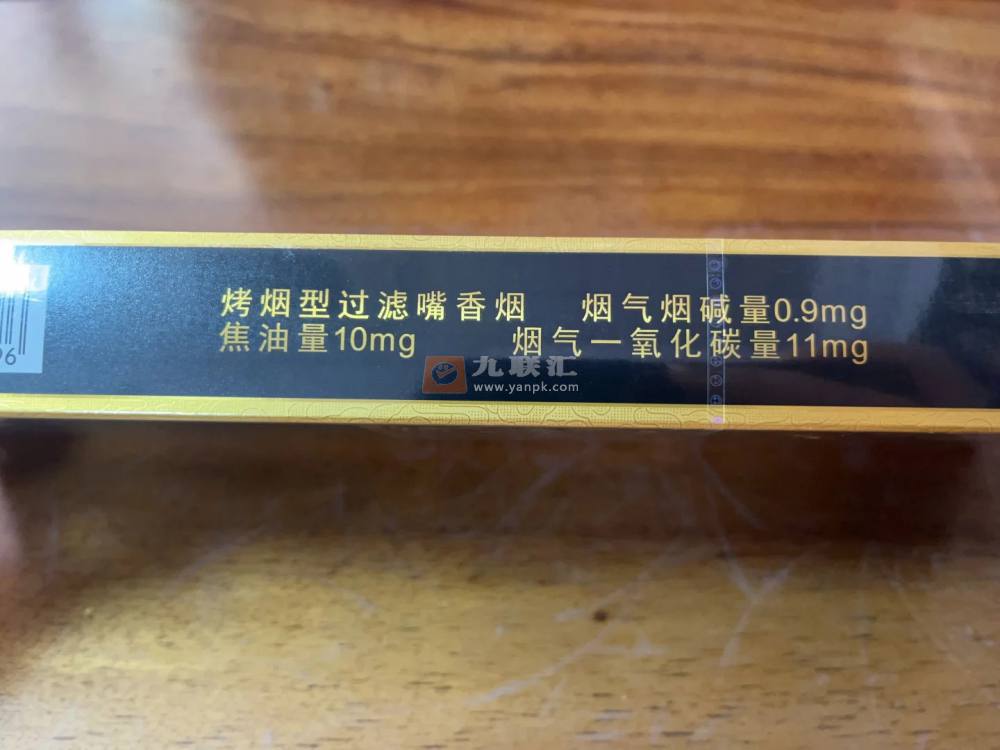 烤烟型过滤嘴香烟 烟气烟碱量0.9mg
焦油量10mg 烟气一氧化碳量11mg
九联汇
www.yanpk.com
96